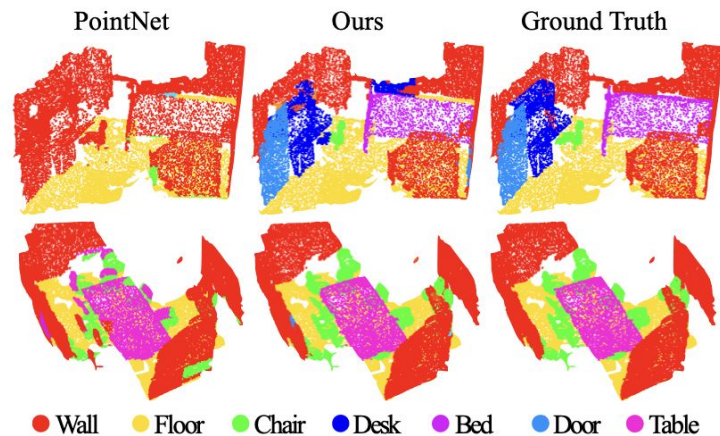 PointNet Ours Ground Truth
Wall Floor Chair Desk Bed Door Table